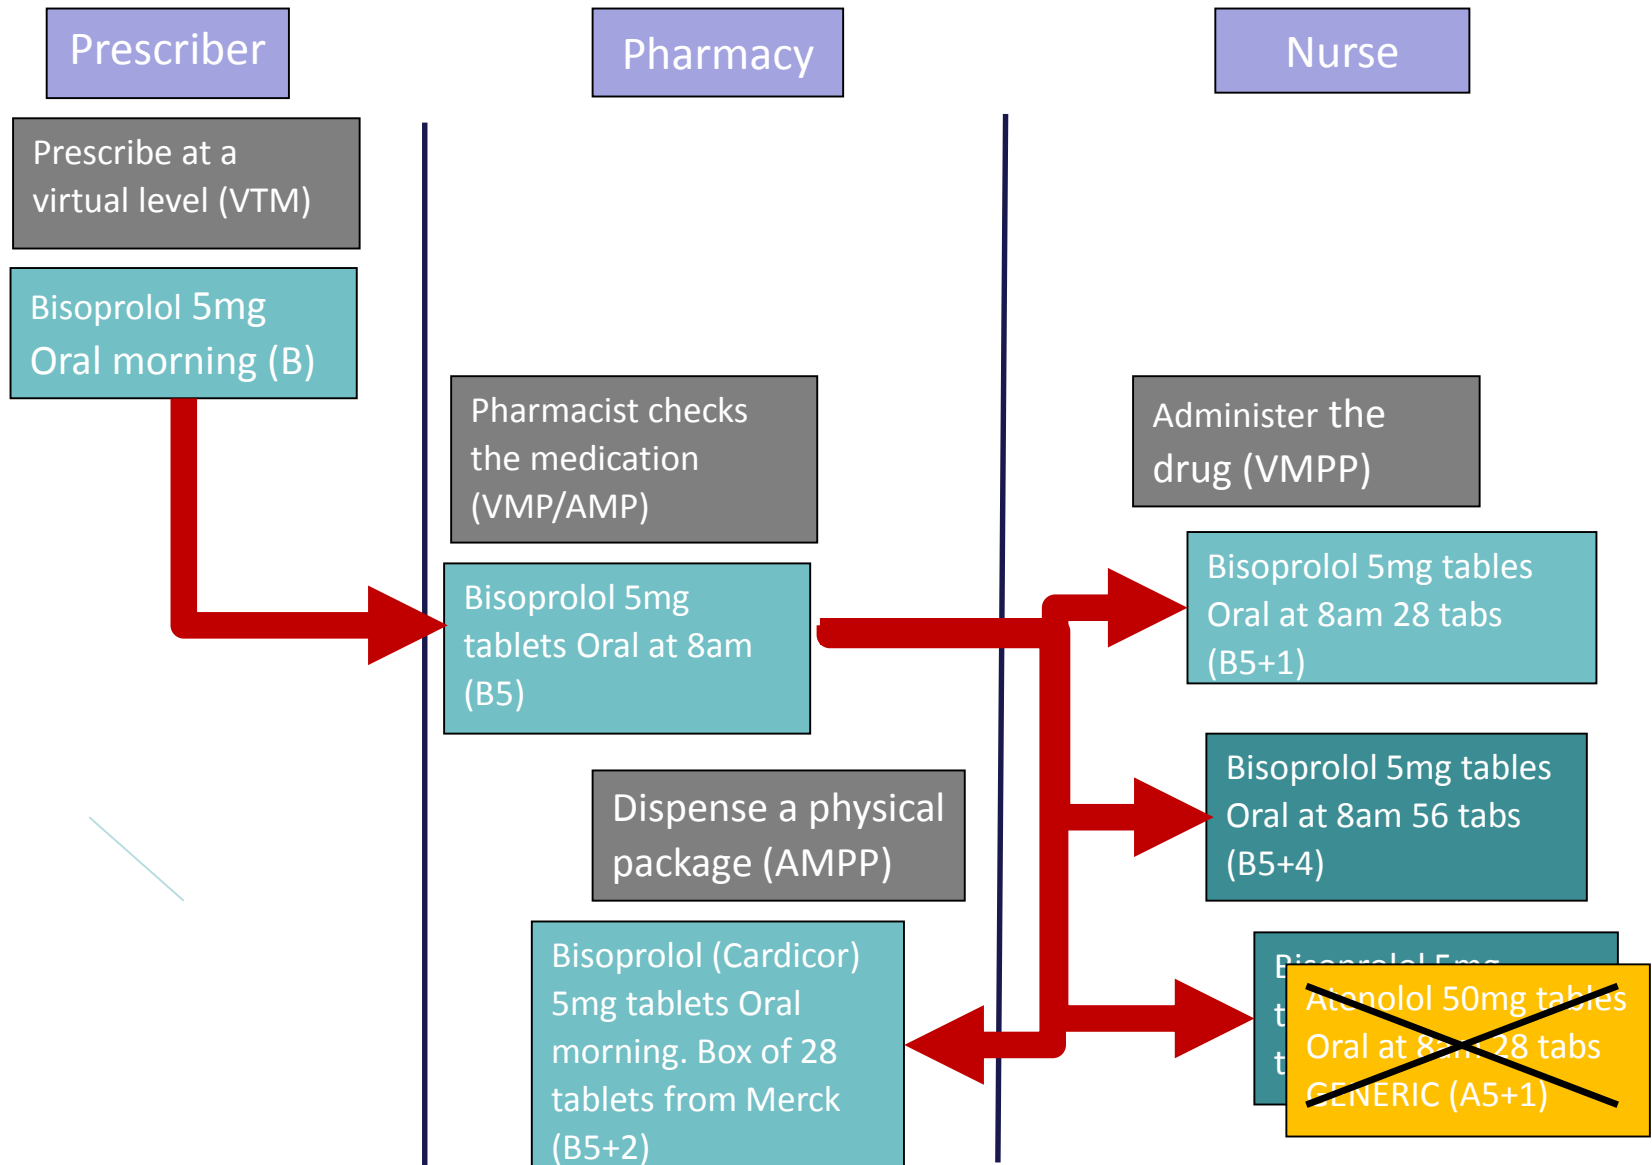 Prescriber
Pharmacy
Nurse
Prescribe at a
virtual level (VTM)
Bisoprolol 5mg
Oral morning (B)
Pharmacist checks
the medication
(VMP/AMP)
Bisoprolol 5mg
tablets Oral at 8am
(B5)
Dispense a physical
package (AMPP)
Bisoprolol (Cardicor)
5mg tablets Oral
morning. Box of 28
tablets from Merck
(B5+2)
Administer the
drug (VMPP)
Bisoprolol 5mg tables
Oral at 8am 28 tabs
(B5+1)
Bisoprolol 5mg tables
Oral at 8am 56 tabs
(B5+4)
Bisoprolol 5mg
Atenolol 50mg tables
Oral at 8am 28 tabs
GENERIC (A5+1)